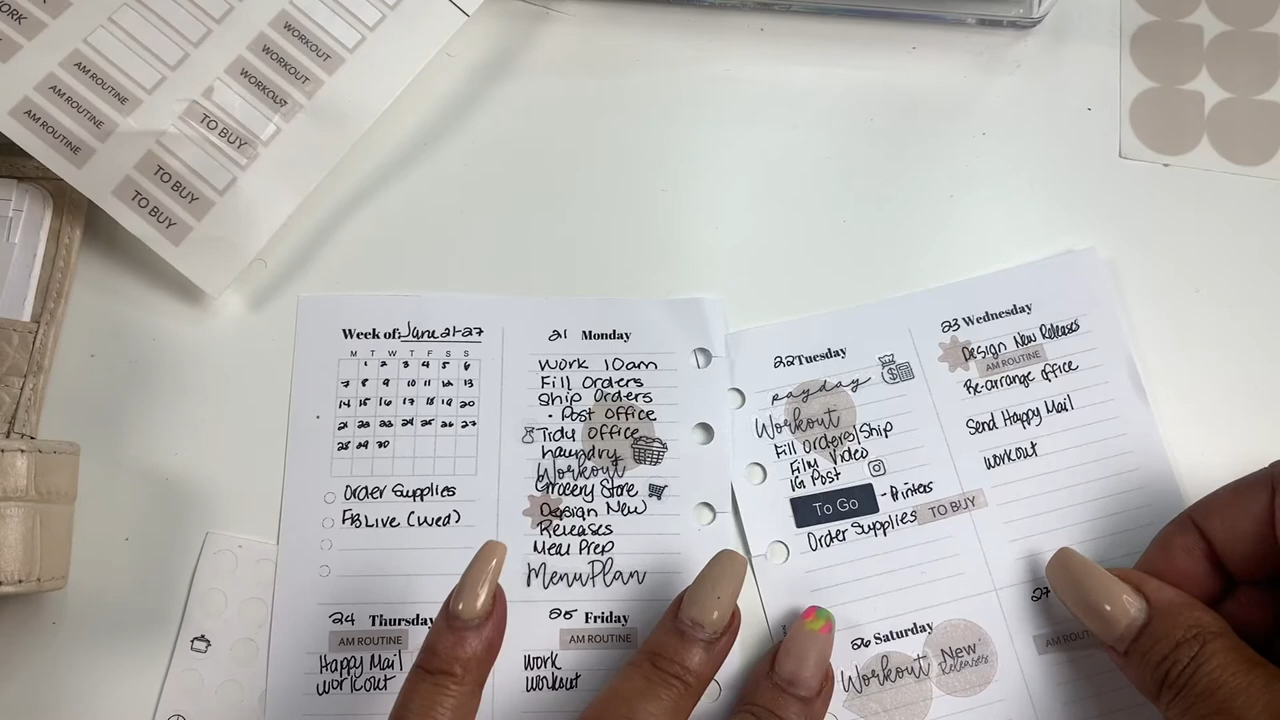 WORK
WORKOUT
WORKOUT
WORKOUT
AM ROUTINE
AM ROUTINE
AM ROUTINE
TO BUY
TO BUY
TO BUY
Week of: June 21-27
M T W T F S S
1 2 3 4 5 6
7 8 9 10 11 12 13
14 15 16 17 18 19 20
21 22 23 24 25 26 27
28 29 30
Order Supplies
FB Live (Wed)
21 Monday
Work 10am
Fill Orders
Ship Orders
• Post Office
Tidy Office
Laundry
Workout
Grocery Store
Design New
Releases
Meal Prep
Menu Plan
22 Tuesday
payday
Workout
Fill Orders/Ship
Film Video
IG Post
To Go - Printers
Order Supplies TO BUY
23 Wednesday
Design New Releases
AM ROUTINE
Re-arrange Office
Send Happy Mail
workout
24 Thursday
AM ROUTINE
Happy Mail
workout
25 Friday
AM ROUTINE
Work
Workout
26 Saturday
Workout
New Releases
27
AM ROUTI